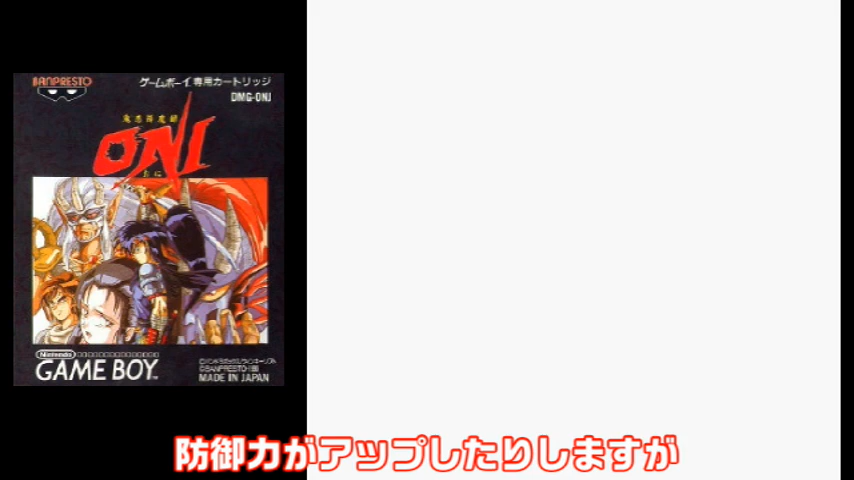 BANPRESTO
ゲームボーイ専用カートリッジ
DMG-ONJ
ONI
Nintendo
GAME BOY
MADE IN JAPAN
防御力がアップしたりしますが